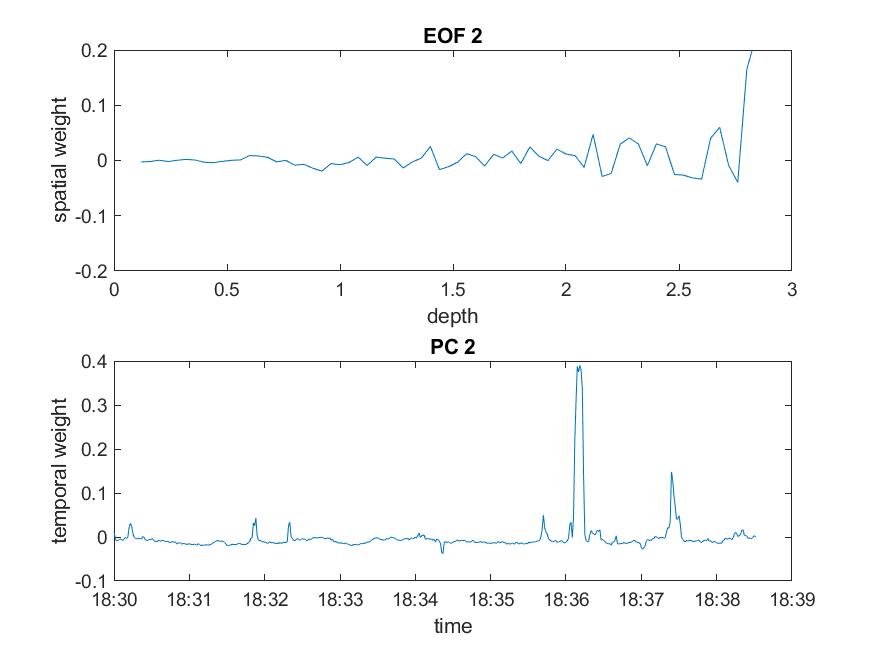 EOF 2
0.2
0.1
0
-0.1
-0.2
spatial weight
0 0.5 1 1.5 2 2.5 3
depth
PC 2
0.4
0.3
0.2
0.1
0
-0.1
temporal weight
18:30 18:31 18:32 18:33 18:34 18:35 18:36 18:37 18:38 18:39
time